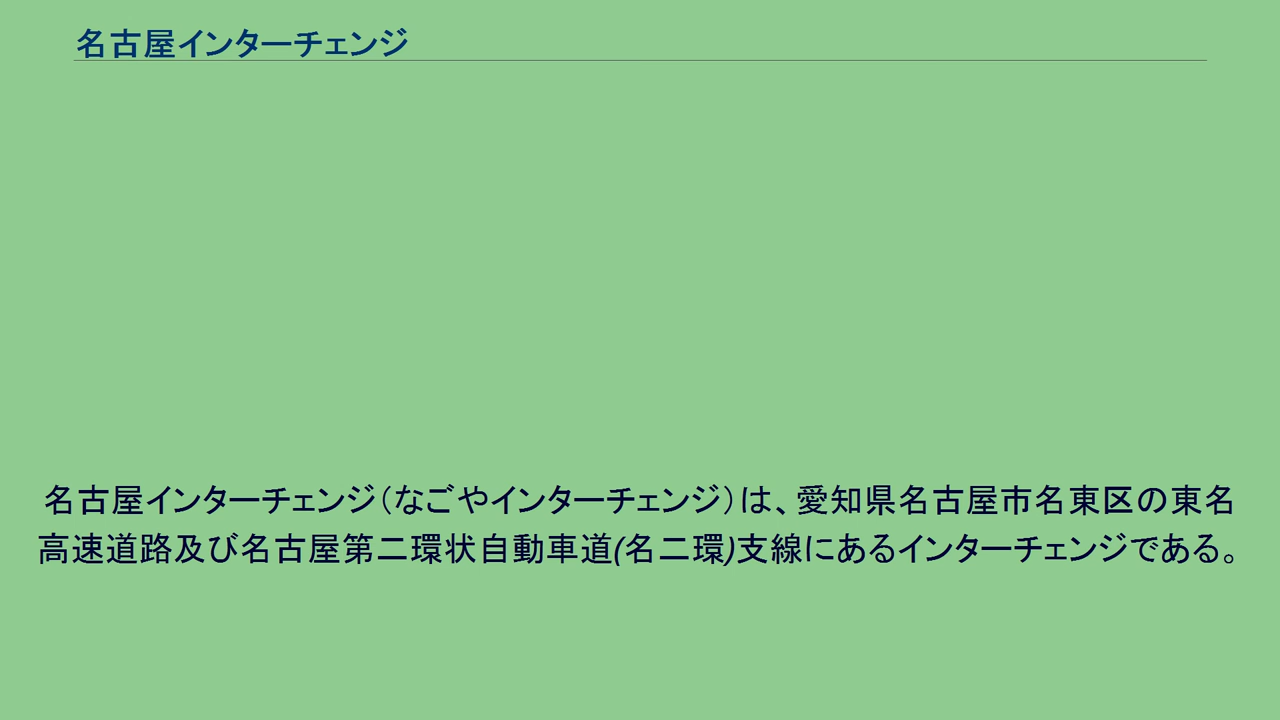 名古屋インターチェンジ
名古屋インターチェンジ（なごやインターチェンジ）は、愛知県名古屋市名東区の東名
高速道路及び名古屋第二環状自動車道(名二環)支線にあるインターチェンジである。